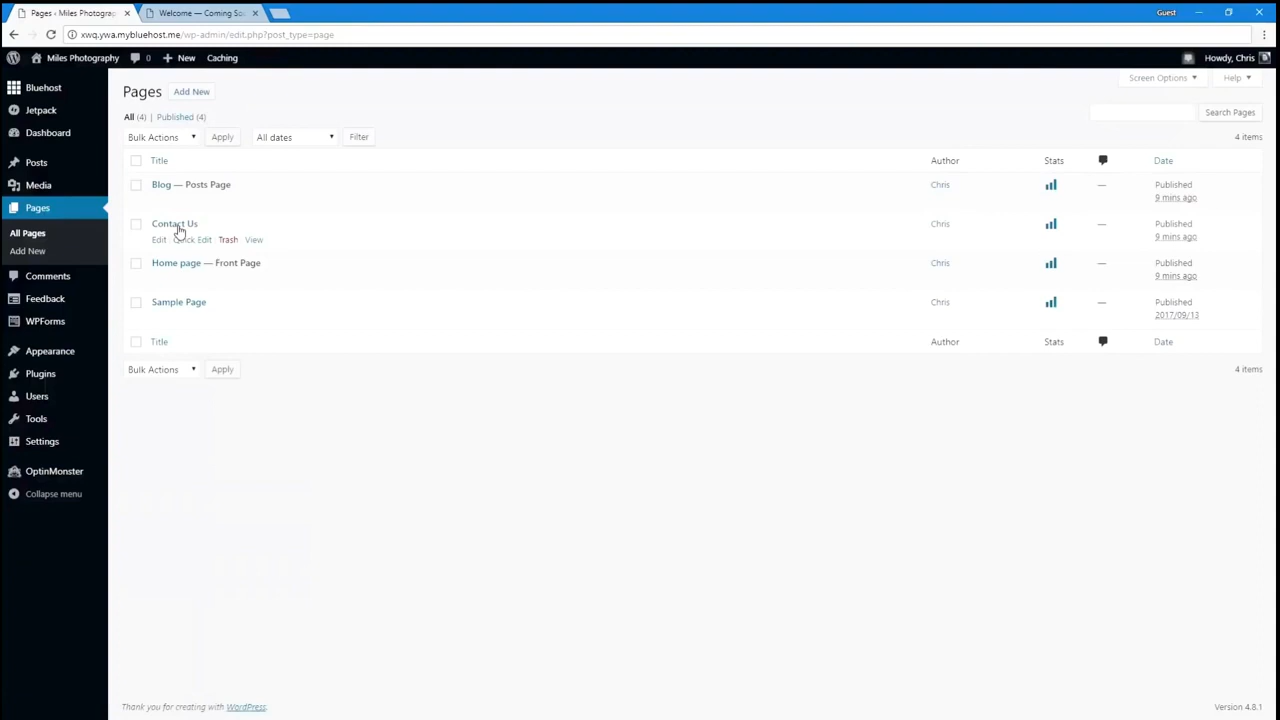 Pages ‹ Miles Photograp
Welcome — Coming Soo
Guest
xwq.ywa.mybluehost.me/wp-admin/edit.php?post_type=page
Miles Photography 0 + New Caching Howdy, Chris
Bluehost
Jetpack
Dashboard
Posts
Media
Pages
All Pages
Add New
Comments
Feedback
WPForms
Appearance
Plugins
Users
Tools
Settings
OptinMonster
Collapse menu
Screen Options ▼ Help ▼
Pages Add New
All (4) | Published (4)
Search Pages
Bulk Actions Apply All dates Filter 4 items
Title Author Stats Date
Blog — Posts Page Chris — Published
9 mins ago
Contact Us Chris — Published
Edit Quick Edit Trash View 9 mins ago
Home page — Front Page Chris — Published
9 mins ago
Sample Page Chris — Published
2017/09/13
Title Author Stats Date
Bulk Actions Apply 4 items
Thank you for creating with WordPress. Version 4.8.1